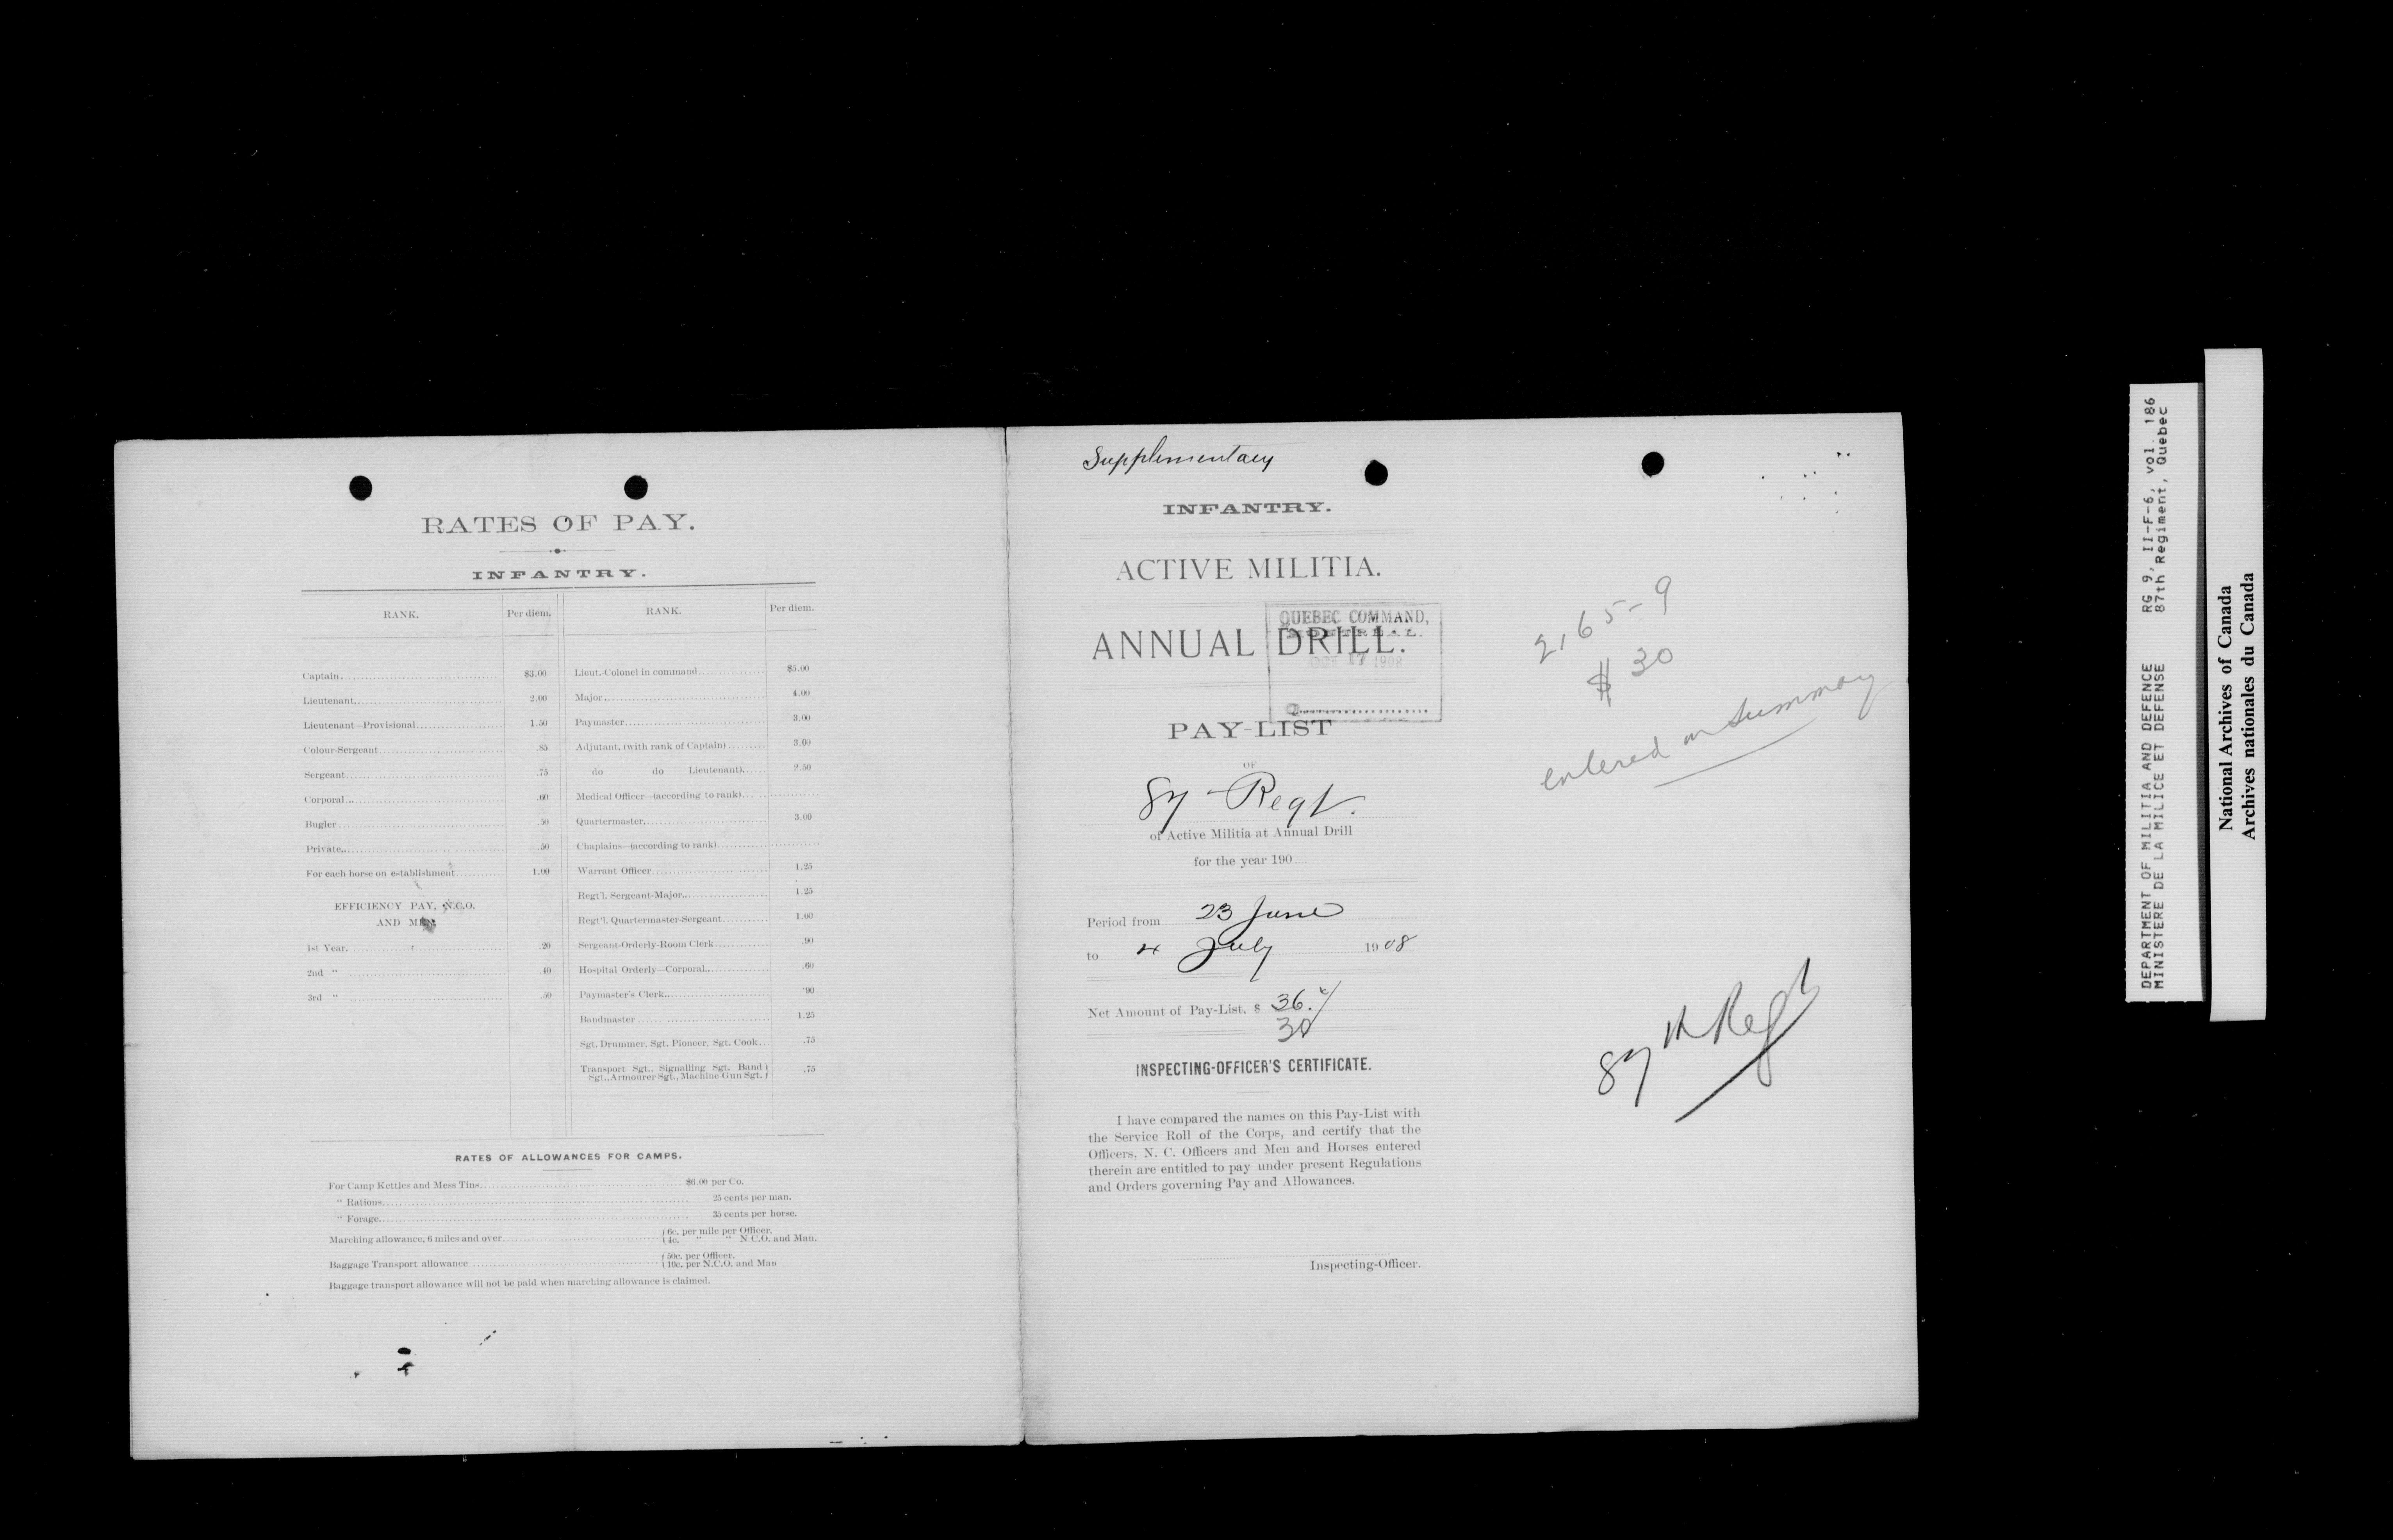 RATES OF PAY.
INFANTRY.
RANK. Per diem. RANK. Per diem.
Captain $3.00 Lieut.-Colonel in command $5.00
Lieutenant 2.00 Major 4.00
Lieutenant—Provisional 1.50 Paymaster 3.00
Colour-Sergeant .85 Adjutant, (with rank of Captain) 3.00
Sergeant .75 do do Lieutenant) 2.50
Corporal .60 Medical Officer—(according to rank)
Bugler .50 Quartermaster 3.00
Private .50 Chaplains—(according to rank)
For each horse on establishment 1.00 Warrant Officer 1.25
Regt'l. Sergeant-Major 1.25
EFFICIENCY PAY, N.C.O.
AND MEN
Regt'l. Quartermaster-Sergeant 1.00
1st Year .20 Sergeant-Orderly-Room Clerk .90
2nd " .40 Hospital Orderly—Corporal .60
3rd " .50 Paymaster's Clerk .90
Bandmaster 1.25
Sgt. Drummer, Sgt. Pioneer, Sgt. Cook .75
Transport Sgt., Signalling Sgt. Band
Sgt., Armourer Sgt., Machine Gun Sgt. .75
RATES OF ALLOWANCES FOR CAMPS.
For Camp Kettles and Mess Tins $6.00 per Co.
" Rations 25 cents per man.
" Forage 35 cents per horse.
Marching allowance, 6 miles and over { 6c. per mile per Officer.
{ 4c. " " N.C.O. and Man.
Baggage Transport allowance { 50c. per Officer.
{ 10c. per N.C.O. and Man
Baggage transport allowance will not be paid when marching allowance is claimed.
Supplementary
INFANTRY.
ACTIVE MILITIA.
ANNUAL DRILL.
QUEBEC COMMAND,
MONTREAL.
OCT 17 1908
PAY-LIST
OF
87 Regt.
of Active Militia at Annual Drill
for the year 190
Period from 23 June
to 4 July 1908
Net Amount of Pay-List, $ 36.
30
INSPECTING-OFFICER'S CERTIFICATE.
I have compared the names on this Pay-List with
the Service Roll of the Corps, and certify that the
Officers, N. C. Officers and Men and Horses entered
therein are entitled to pay under present Regulations
and Orders governing Pay and Allowances.
Inspecting-Officer.
2165-9
$ 30
entered on Summary
87th Regt
DEPARTMENT OF MILITIA AND DEFENCE RG 9, II-F-6, vol. 186
MINISTERE DE LA MILICE ET DEFENSE 87th Regiment, Quebec
National Archives of Canada
Archives nationales du Canada